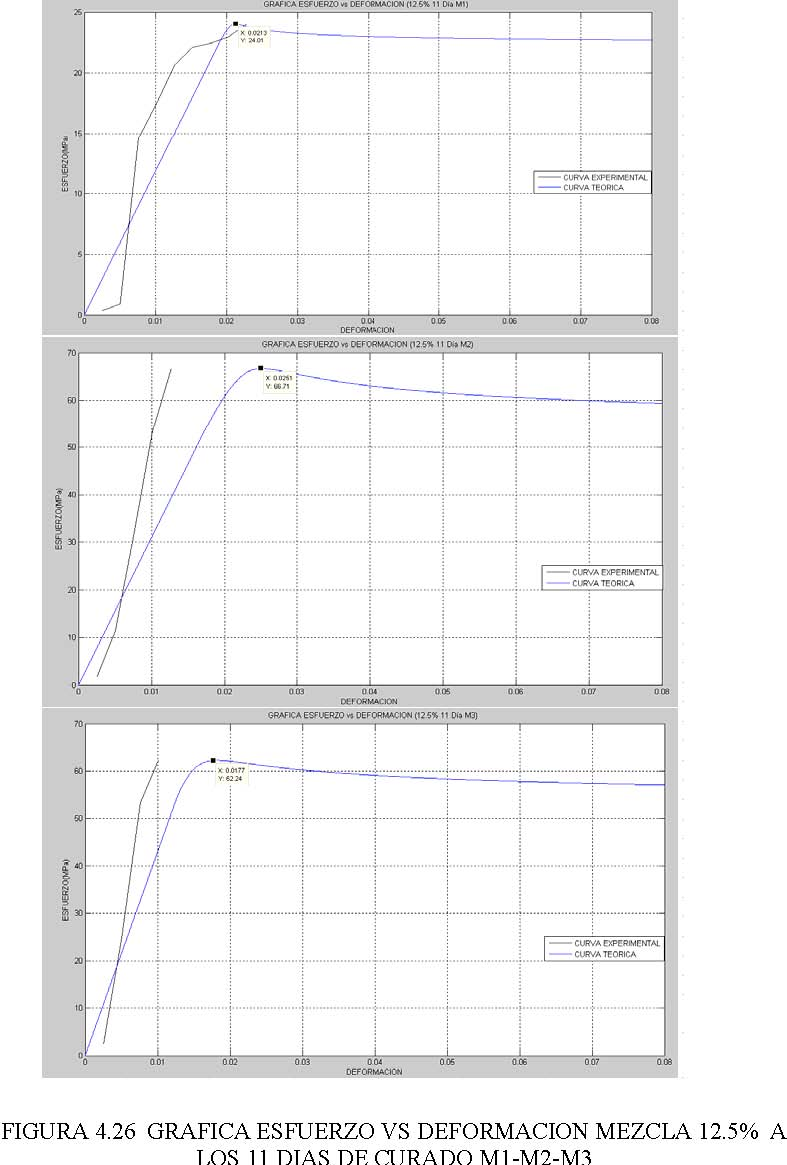 GRAFICA ESFUERZO vs DEFORMACION (12.5% 11 Día M1)
25
20
15
10
5
0
ESFUERZO(MPa
X: 0.0213
Y: 24.01
CURVA EXPERIMENTAL
CURVA TEORICA
0 0.01 0.02 0.03 0.04 0.05 0.06 0.07 0.08
DEFORMACION
GRAFICA ESFUERZO vs DEFORMACION (12.5% 11 Día M2)
70
60
50
40
30
20
10
0
ESFUERZO(MPa)
X: 0.0251
Y: 66.71
CURVA EXPERIMENTAL
CURVA TEORICA
0 0.01 0.02 0.03 0.04 0.05 0.06 0.07 0.08
DEFORMACION
GRAFICA ESFUERZO vs DEFORMACION (12.5% 11 Día M3)
70
60
50
40
30
20
10
0
ESFUERZO(MPa)
X: 0.0177
Y: 62.24
CURVA EXPERIMENTAL
CURVA TEORICA
0 0.01 0.02 0.03 0.04 0.05 0.06 0.07 0.08
DEFORMACION
FIGURA 4.26 GRAFICA ESFUERZO VS DEFORMACION MEZCLA 12.5% A
LOS 11 DIAS DE CURADO M1-M2-M3